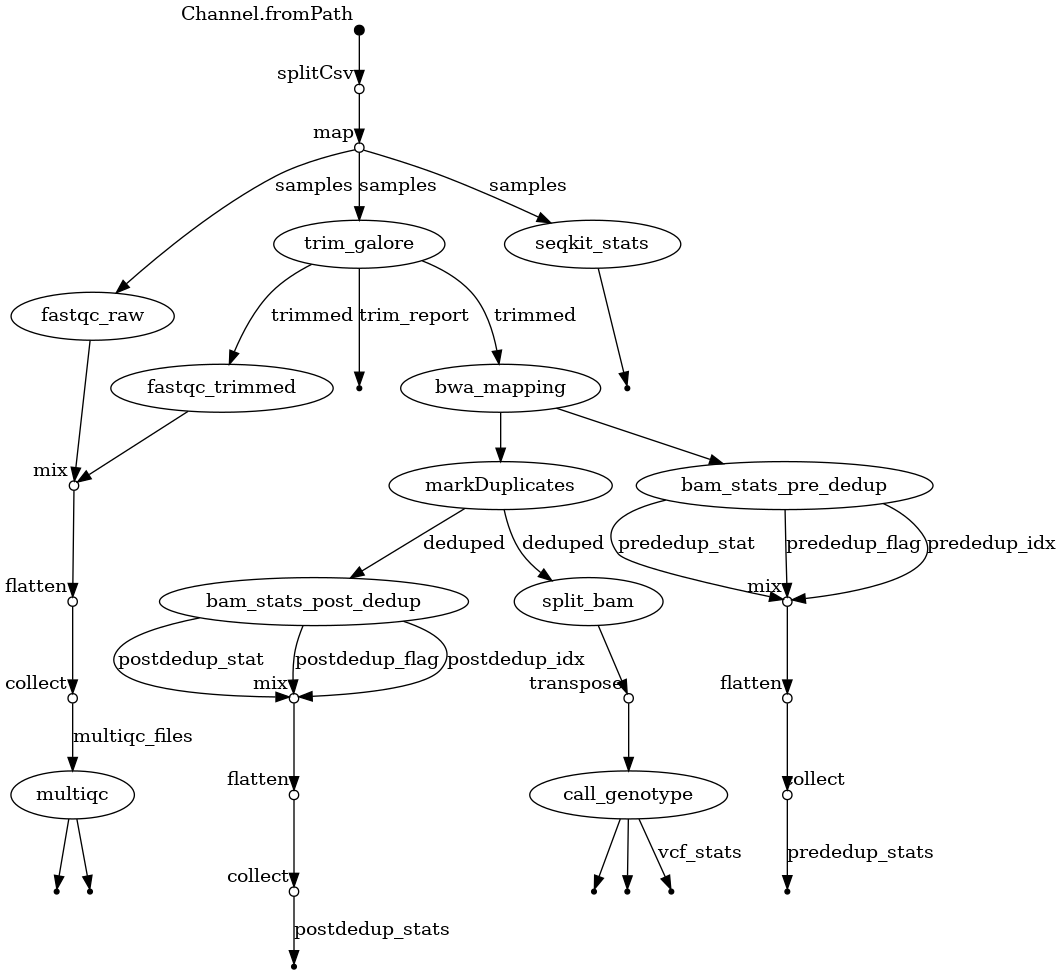 Channel.fromPath
splitCsv
map
samples samples samples
trim_galore seqkit_stats
fastqc_raw trimmed trim_report trimmed
fastqc_trimmed bwa_mapping
mix markDuplicates bam_stats_pre_dedup
deduped deduped prededup_stat prededup_flag prededup_idx
flatten bam_stats_post_dedup split_bam mix
postdedup_stat postdedup_flag postdedup_idx
collect mix transpose flatten
multiqc_files
multiqc flatten call_genotype collect
vcf_stats prededup_stats
collect
postdedup_stats